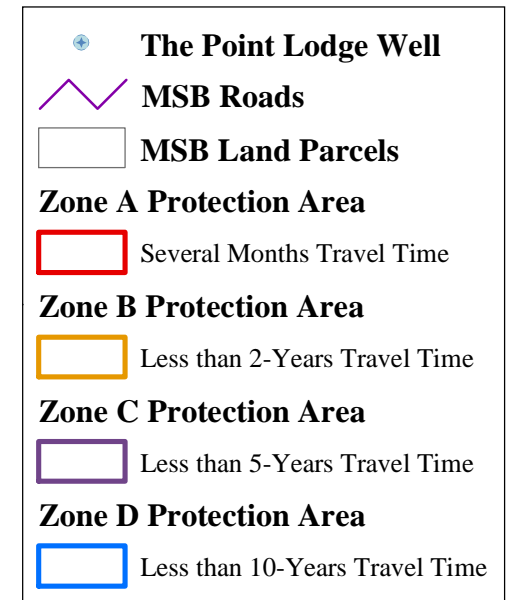 The Point Lodge Well
MSB Roads
MSB Land Parcels
Zone A Protection Area
Several Months Travel Time
Zone B Protection Area
Less than 2-Years Travel Time
Zone C Protection Area
Less than 5-Years Travel Time
Zone D Protection Area
Less than 10-Years Travel Time